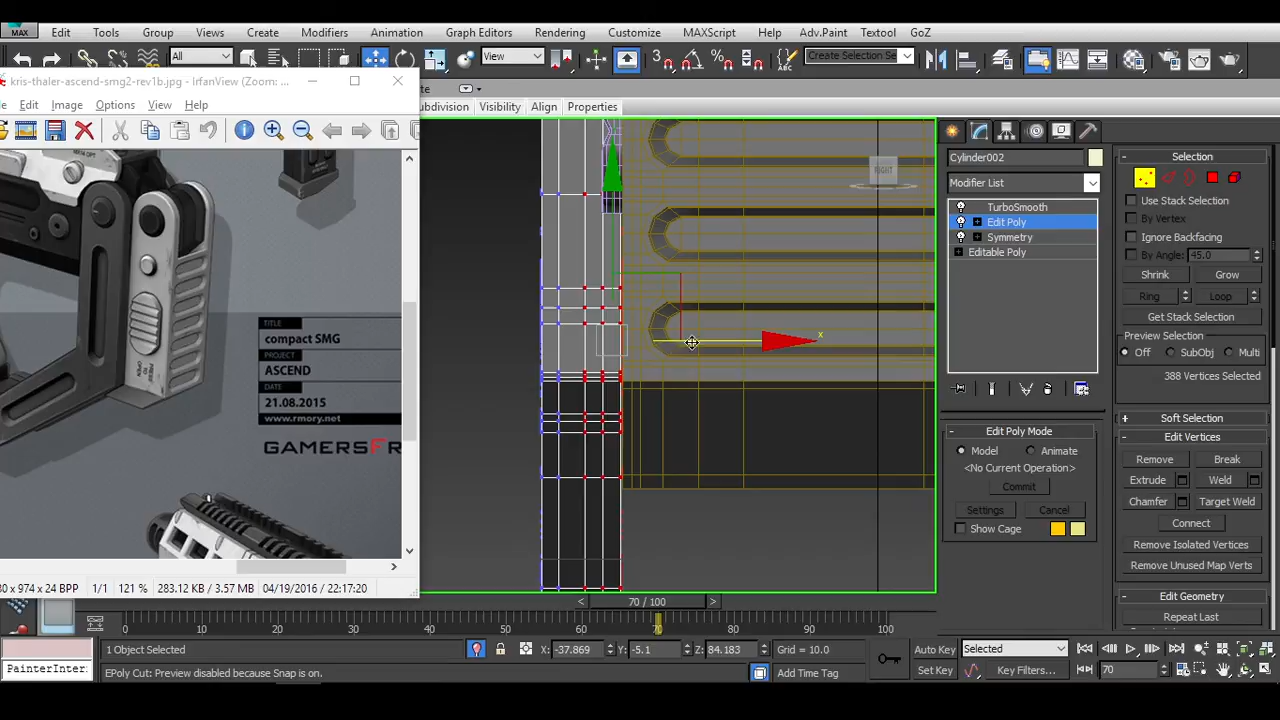 MAX
Edit Tools Group Views Create Modifiers Animation Graph Editors Rendering Customize MAXScript Help Adv.Paint Textool GoZ
All
View
Create Selection Se
kris-thaler-ascend-smg2-rev1b.jpg - IrfanView (Zoom: ...
Edit Image Options View Help
ubdivision Visibility Align Properties
RIGHT
x
TITLE
compact SMG
PROJECT
ASCEND
DATE
21.08.2015
www.rmory.net
GAMERSFR
1/1 121 % 283.12 KB / 3.57 MB 04/19/2016 / 22:17:20
x 974 x 24 BPP
Cylinder002
Modifier List
TurboSmooth
Edit Poly
Symmetry
Editable Poly
Edit Poly Mode
Model Animate
<No Current Operation>
Commit
Settings Cancel
Show Cage
Selection
Use Stack Selection
By Vertex
Ignore Backfacing
By Angle: 45.0
Shrink Grow
Ring Loop
Get Stack Selection
Preview Selection
Off SubObj Multi
388 Vertices Selected
Soft Selection
Edit Vertices
Remove Break
Extrude Weld
Chamfer Target Weld
Connect
Remove Isolated Vertices
Remove Unused Map Verts
Edit Geometry
Repeat Last
70 / 100
0 10 20 30 40 50 60 70 80 90 100
1 Object Selected
X: -37.869 Y: -5.1 Z: 84.183 Grid = 10.0
Auto Key Selected
PainterInter
EPoly Cut: Preview disabled because Snap is on.
Add Time Tag
Set Key Key Filters... 70